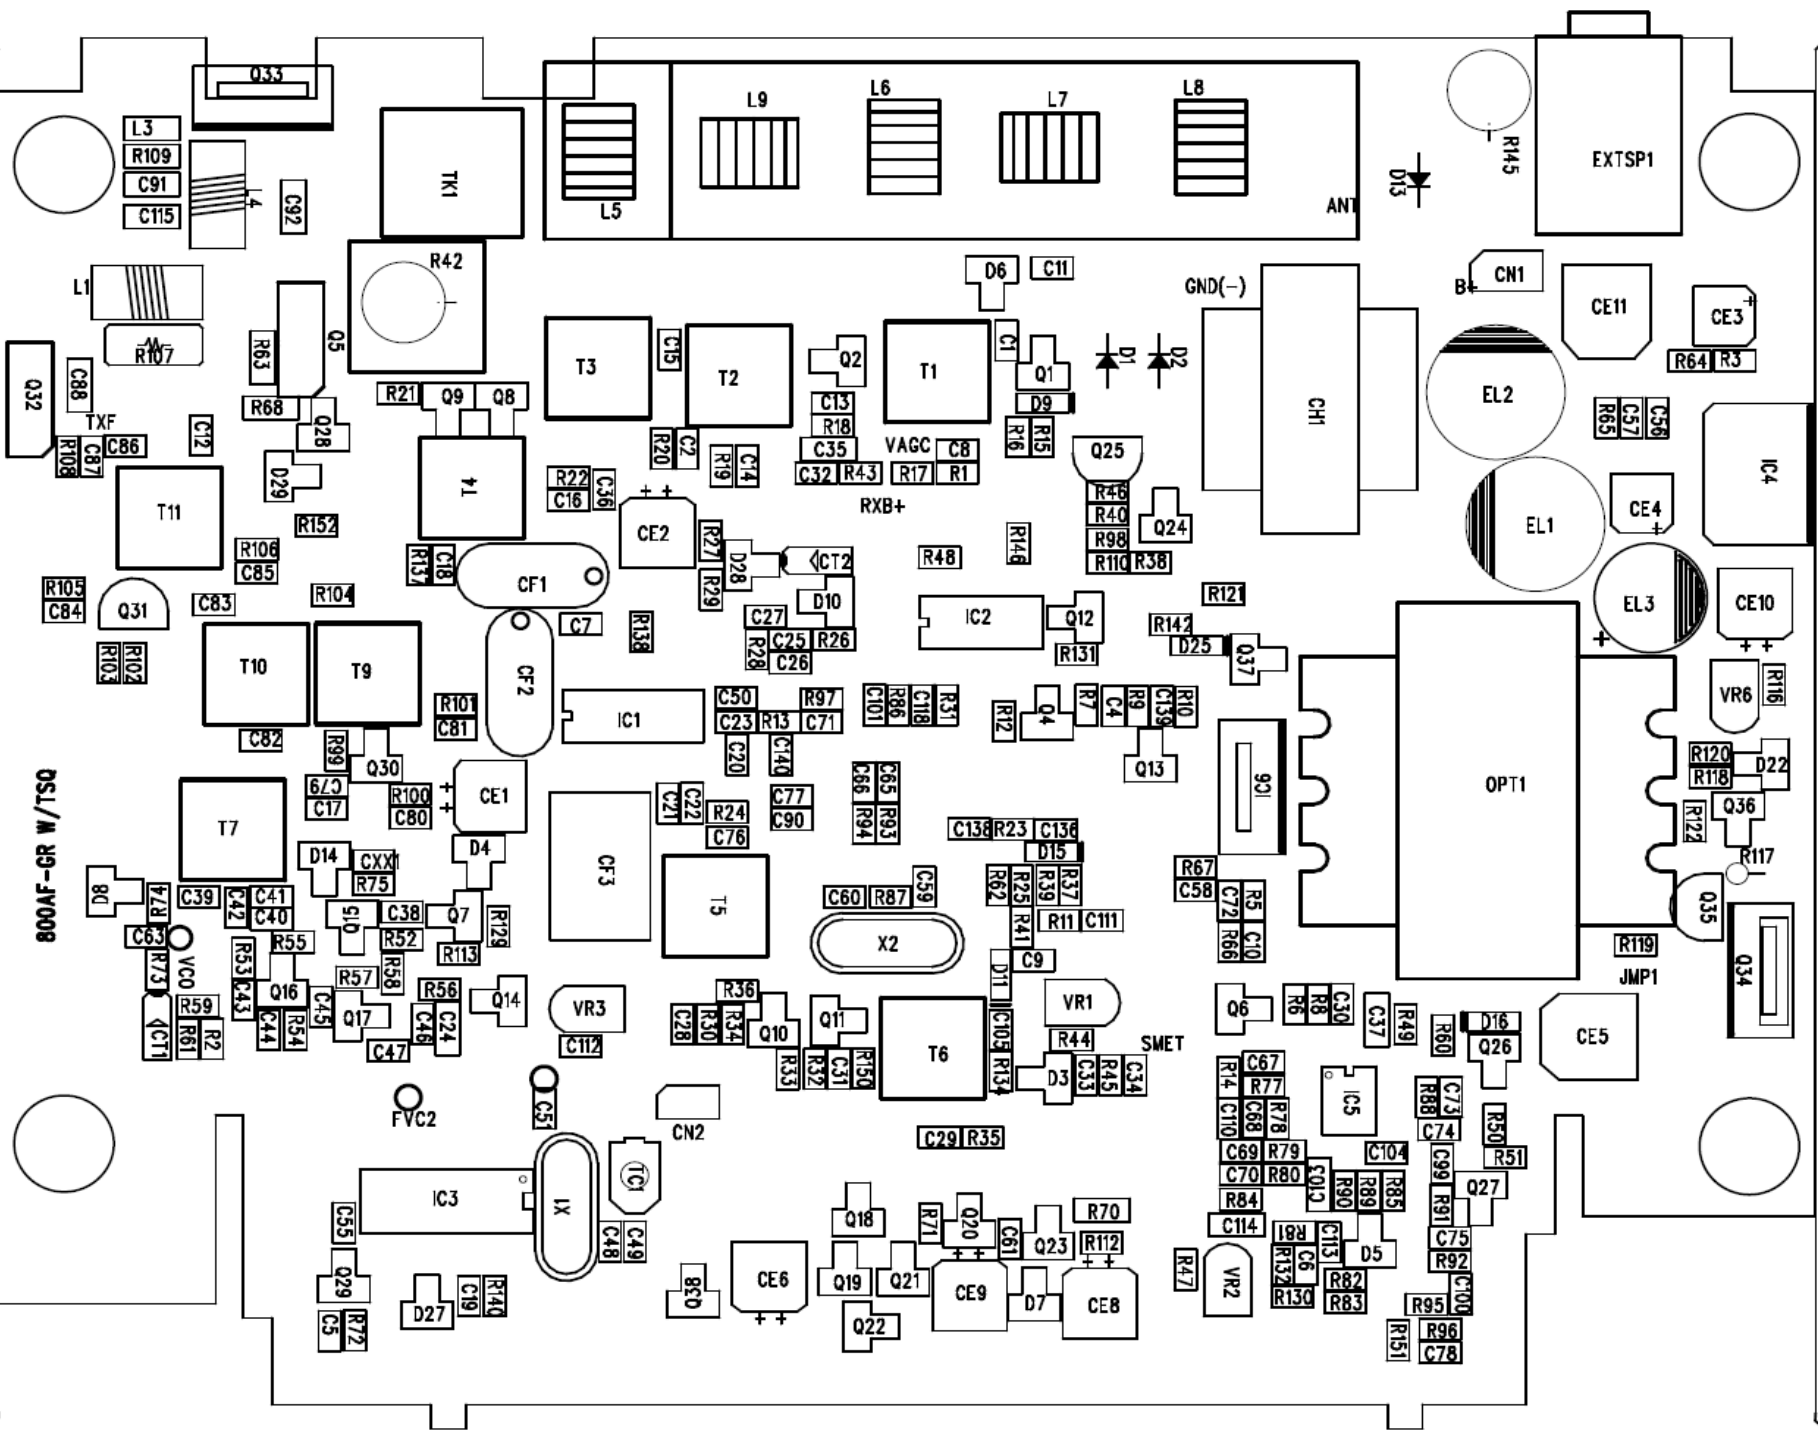 Q33
L3
R109
C91
C115
L4
C92
TK1
L5
L9
L6
L7
L8
ANT
D13
R145
EXTSP1
L1
R107
R42
Q5
R63
R68
Q28
Q32
C88
TXF
R108
C87
C86
C12
D29
R152
T11
R106
C85
R105
C84
Q31
C83
R104
R103
R102
R21
Q9
Q8
T4
R137
C18
T3
C15
T2
Q2
C13
R18
C35
C32
R43
VAGC
R17
C8
R1
RXB+
T1
C1
D6
C11
Q1
D9
R16
R15
D1
D2
GND(-)
CH1
B+
CN1
CE11
CE3
R64
R3
EL2
R65
C57
C56
IC4
CE4
EL1
EL3
CE10
VR6
R116
R20
C2
R19
C14
R22
C16
C36
CE2
R27
D28
R29
CT2
D10
C27
C25
R26
R28
C26
R48
R146
Q25
R46
R40
R98
R110
R38
Q24
CF1
C7
R138
CF2
IC2
Q12
R131
R121
R142
D25
Q37
T10
T9
R101
C81
C82
R99
Q30
C79
C17
R100
C80
CE1
IC1
C50
R97
C23
R13
C71
C20
C140
C101
R86
C118
R31
R12
Q4
R7
C4
R9
C139
R10
Q13
IC6
OPT1
R120
R118
D22
Q36
R122
R117
Q35
R119
JMP1
Q34
800AF-GR W/TSQ
T7
D14
CXX1
R75
D4
CF3
C21
C22
R24
C76
C77
C90
C66
C65
R94
R93
C138
R23
C136
D15
T5
C60
R87
C59
X2
R62
R25
R39
R37
R41
R11
C111
C9
D11
R67
C58
C72
R5
R66
C10
D8
R74
C39
C42
C41
C40
C63
R73
VCO
R53
R55
C43
Q15
C38
R52
Q7
R129
R113
R57
R58
Q16
R59
CT1
R61
R2
C44
R54
C45
Q17
C47
R56
C46
C24
Q14
VR3
C112
R36
C28
R30
R34
Q10
Q11
R33
R32
C31
R150
T6
C105
R134
VR1
R44
D3
C33
R45
C34
SMET
Q6
R6
R8
C30
C37
R49
R60
D16
Q26
CE5
FVC2
C51
CN2
C29
R35
R14
C67
R77
C110
C68
R78
IC5
R88
C73
C74
R50
R51
C69
R79
C70
R80
R84
C114
C103
C104
R90
R89
R85
C99
R91
Q27
IC3
X1
TC1
C55
C48
C49
Q29
C5
R72
D27
C19
R140
Q38
CE6
Q18
R71
Q20
C61
Q23
R70
R112
Q19
Q21
CE9
D7
CE8
Q22
R47
VR2
R81
C113
R132
C6
R130
D5
R82
R83
C75
R92
C100
R95
R96
R151
C78